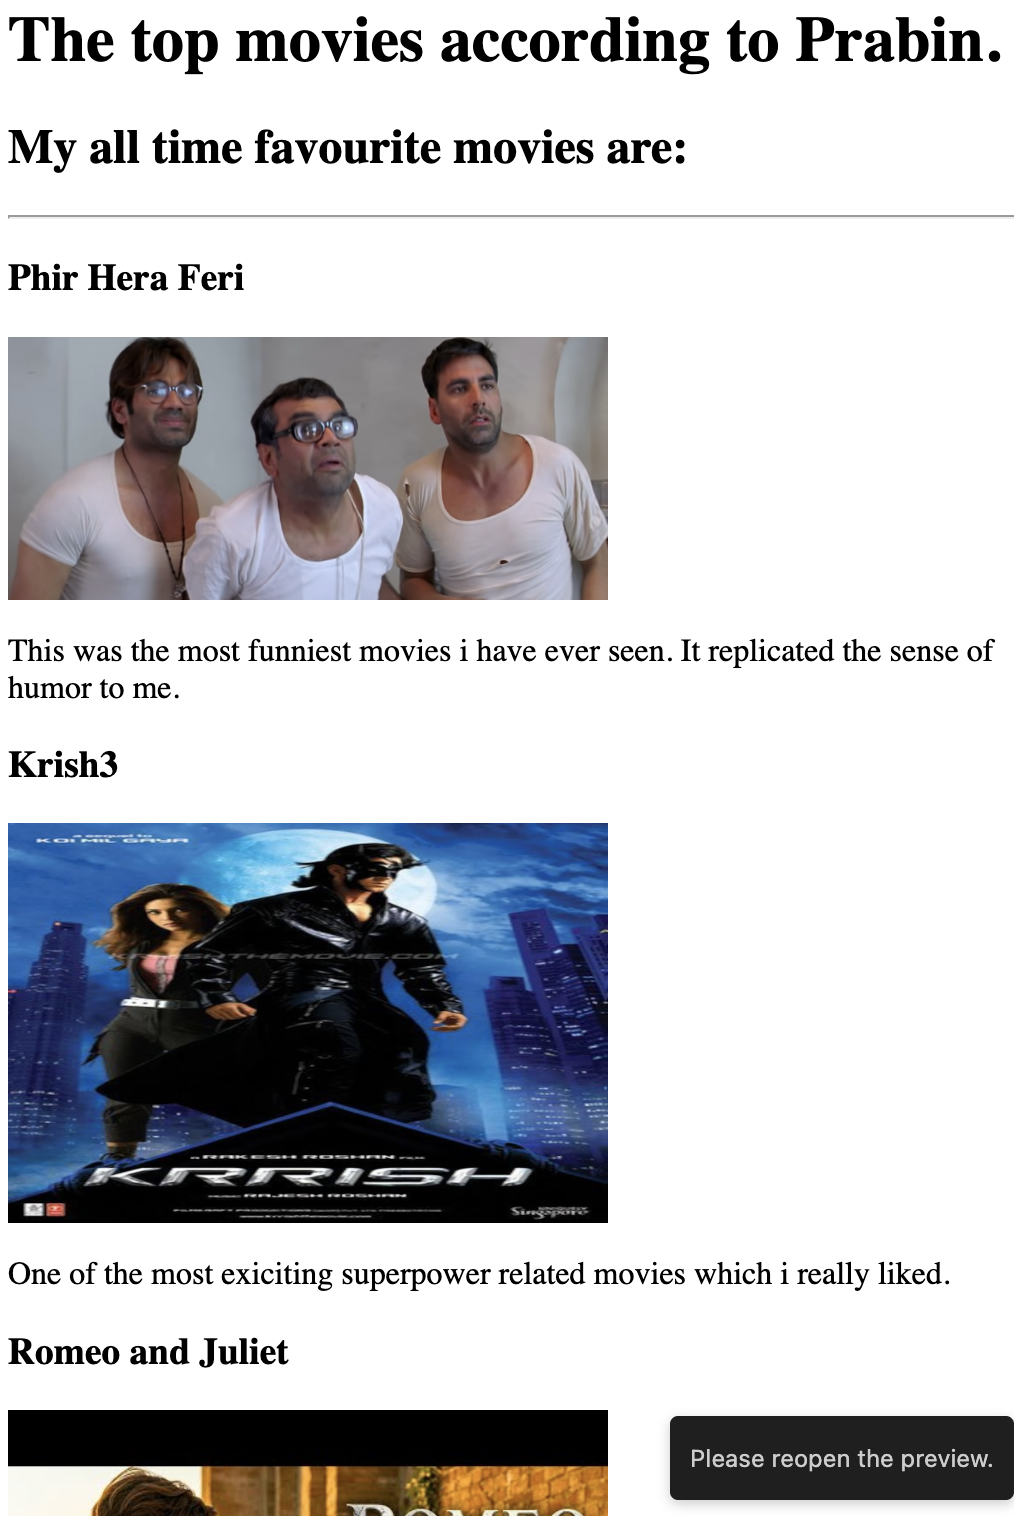 The top movies according to Prabin.
My all time favourite movies are:
Phir Hera Feri
This was the most funniest movies i have ever seen. It replicated the sense of
humor to me.
Krish3
a sequel to
KOI MIL GAYA
KRRISHTHEMOVIE.COM
A RAKESH ROSHAN FILM
KRRISH
MUSIC RAJESH ROSHAN
Singapore
One of the most exiciting superpower related movies which i really liked.
Romeo and Juliet
ROMEO
Please reopen the preview.